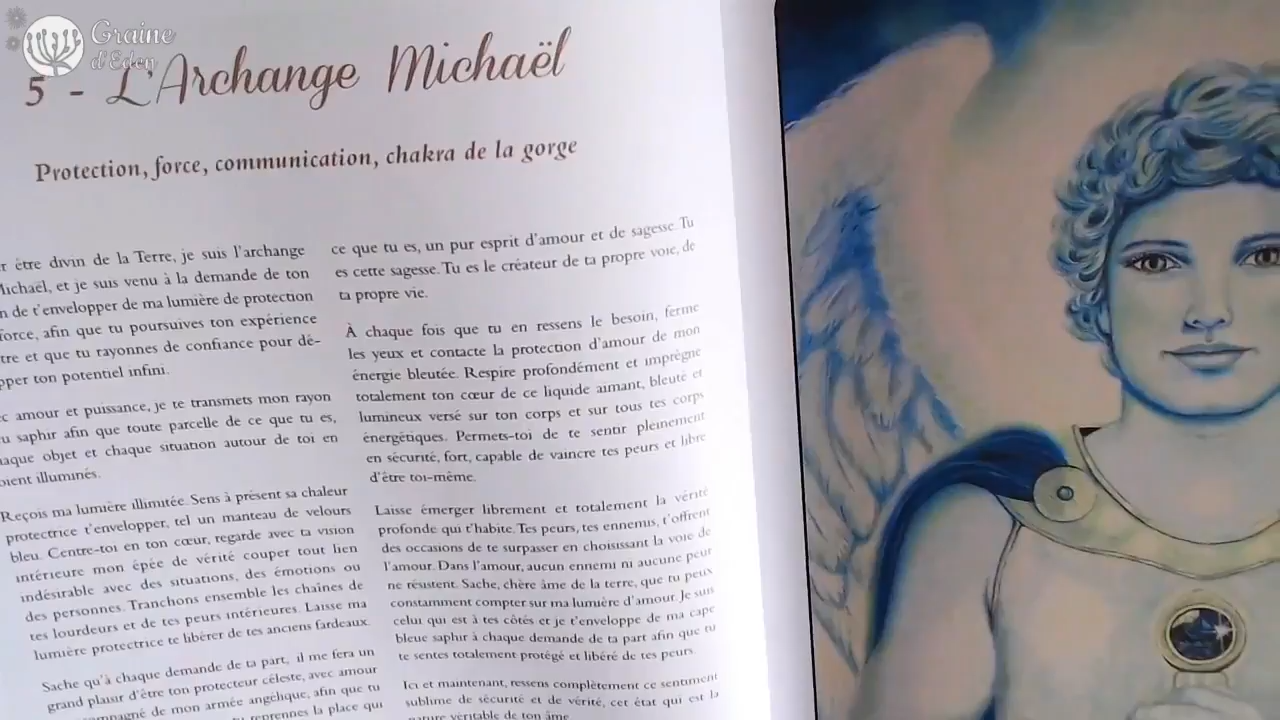 Graine
d'Eden
5 - L'Archange Michaël
Protection, force, communication, chakra de la gorge
être divin de la Terre, je suis l'archange
et je suis venu à la demande de ton
de t'envelopper de ma lumière de protection
force, afin que tu poursuives ton expérience
et que tu rayonnes de confiance pour dé-
ton potentiel infini.
amour et puissance, je te transmets mon rayon
saphir afin que toute parcelle de ce que tu es,
objet et chaque situation autour de toi en
illuminés.
Reçois ma lumière illimitée. Sens à présent sa chaleur
protectrice t'envelopper, tel un manteau de velours
bleu. Centre-toi en ton cœur, regarde avec ta vision
intérieure mon épée de vérité couper tout lien
indésirable avec des situations, des émotions ou
des personnes. Tranchons ensemble les chaînes de
tes lourdeurs et de tes peurs intérieures. Laisse ma
lumière protectrice te libérer de tes anciens fardeaux.
Sache qu'à chaque demande de ta part, il me fera un
grand plaisir d'être ton protecteur céleste, avec amour
de mon armée angélique, afin que tu
reprennes la place qui
ce que tu es, un pur esprit d'amour et de sagesse. Tu
es cette sagesse. Tu es le créateur de ta propre voie, de
ta propre vie.
À chaque fois que tu en ressens le besoin, ferme
les yeux et contacte la protection d'amour de mon
énergie bleutée. Respire profondément et imprègne
totalement ton cœur de ce liquide aimant, bleuté et
lumineux versé sur ton corps et sur tous tes corps
énergétiques. Permets-toi de te sentir pleinement
en sécurité, fort, capable de vaincre tes peurs et libre
d'être toi-même.
Laisse émerger librement et totalement la vérité
profonde qui t'habite. Tes peurs, tes ennemis, t'offrent
des occasions de te surpasser en choisissant la voie de
l'amour. Dans l'amour, aucun ennemi ni aucune peur
ne résistent. Sache, chère âme de la terre, que tu peux
constamment compter sur ma lumière d'amour. Je suis
celui qui est à tes côtés et je t'enveloppe de ma cape
bleue saphir à chaque demande de ta part afin que tu
te sentes totalement protégé et libéré de tes peurs.
Ici et maintenant, ressens complètement ce sentiment
sublime de sécurité et de vérité, cet état qui est la
nature véritable de ton âme